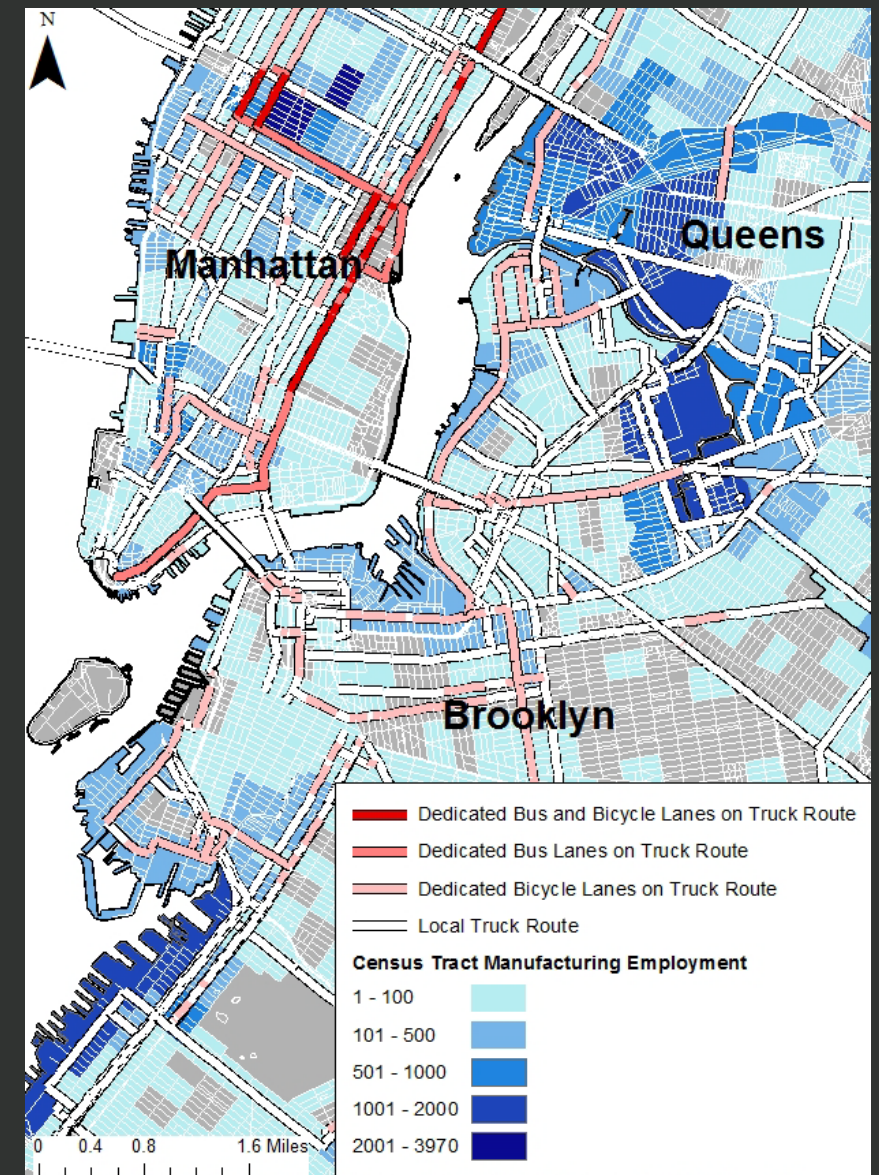 N
Manhattan
Queens
Brooklyn
Dedicated Bus and Bicycle Lanes on Truck Route
Dedicated Bus Lanes on Truck Route
Dedicated Bicycle Lanes on Truck Route
Local Truck Route
Census Tract Manufacturing Employment
1 - 100
101 - 500
501 - 1000
1001 - 2000
2001 - 3970
0 0.4 0.8 1.6 Miles